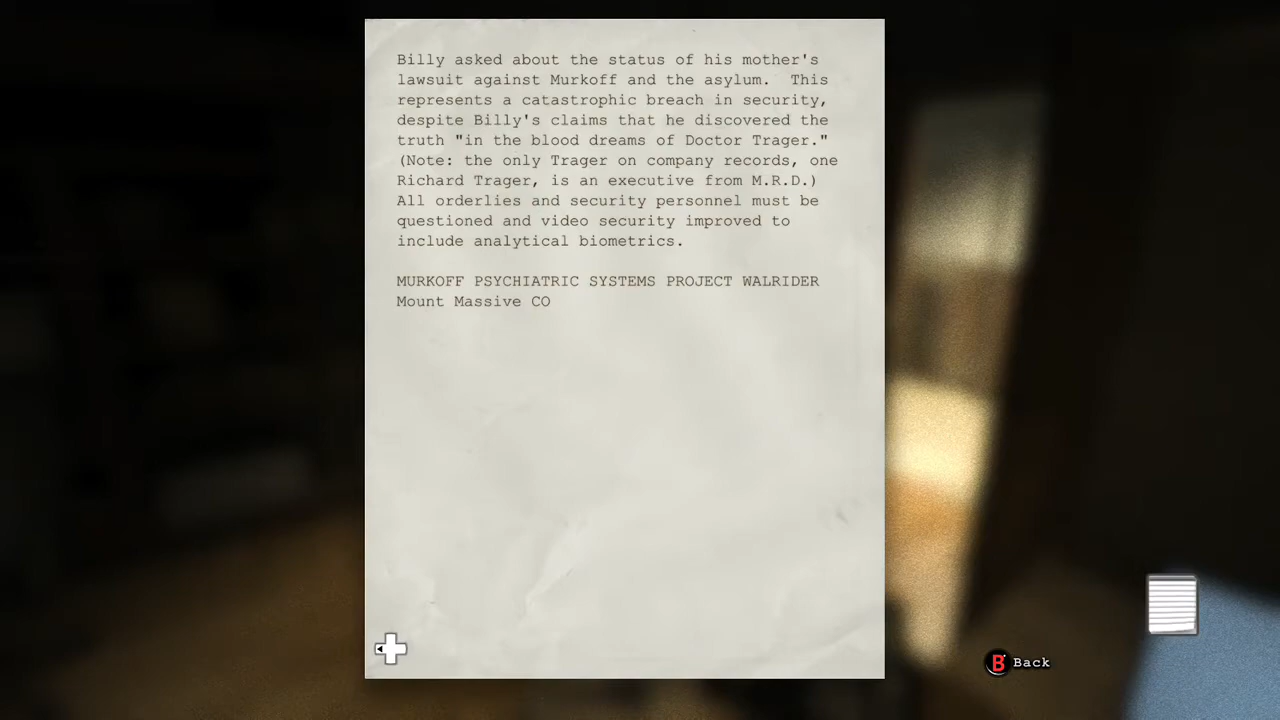 Billy asked about the status of his mother's
lawsuit against Murkoff and the asylum.  This
represents a catastrophic breach in security,
despite Billy's claims that he discovered the
truth "in the blood dreams of Doctor Trager."
(Note: the only Trager on company records, one
Richard Trager, is an executive from M.R.D.)
All orderlies and security personnel must be
questioned and video security improved to
include analytical biometrics.
MURKOFF PSYCHIATRIC SYSTEMS PROJECT WALRIDER
Mount Massive CO
B Back